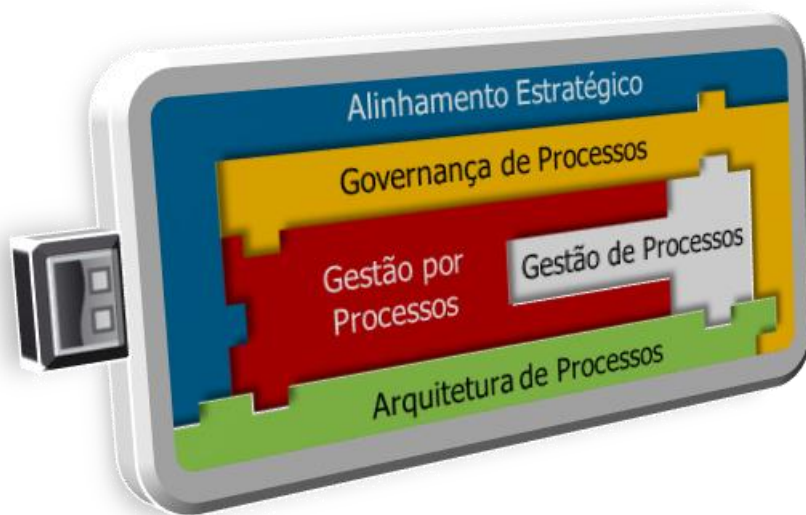 Alinhamento Estratégico
Governança de Processos
Gestão por
Processos
Gestão de Processos
Arquitetura de Processos